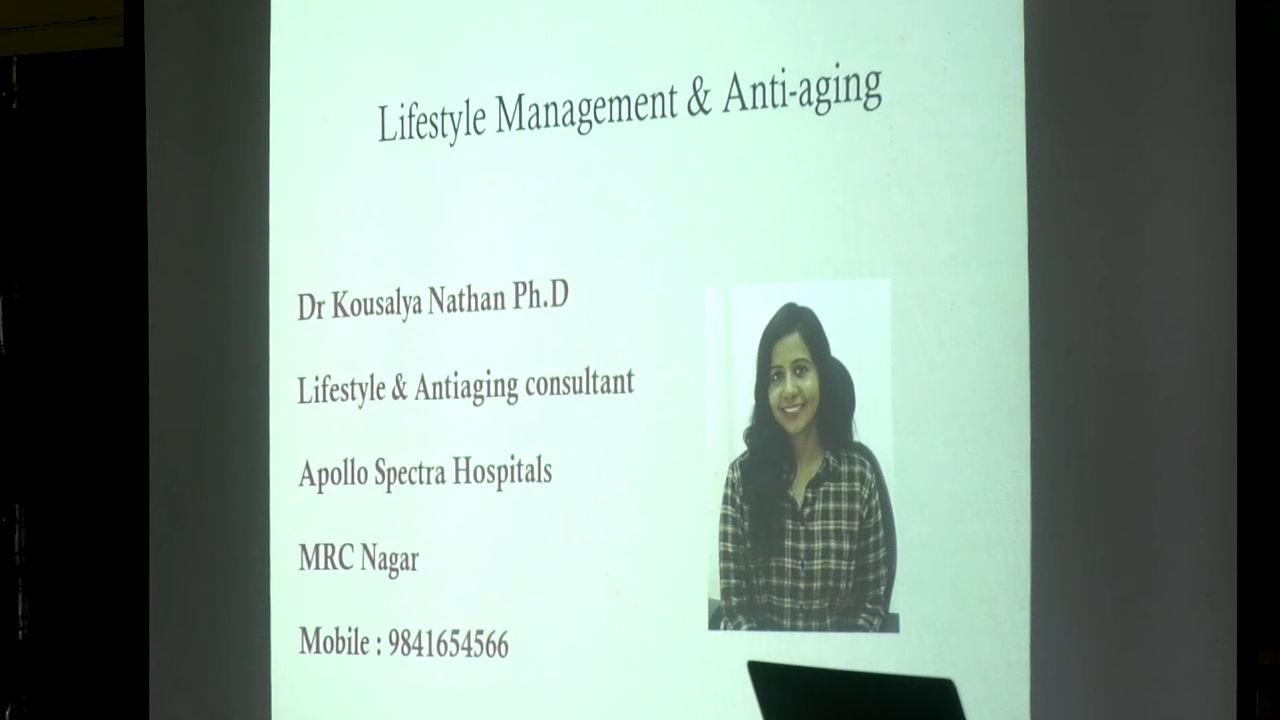 Lifestyle Management & Anti-aging
Dr Kousalya Nathan Ph.D
Lifestyle & Antiaging consultant
Apollo Spectra Hospitals
MRC Nagar
Mobile : 9841654566